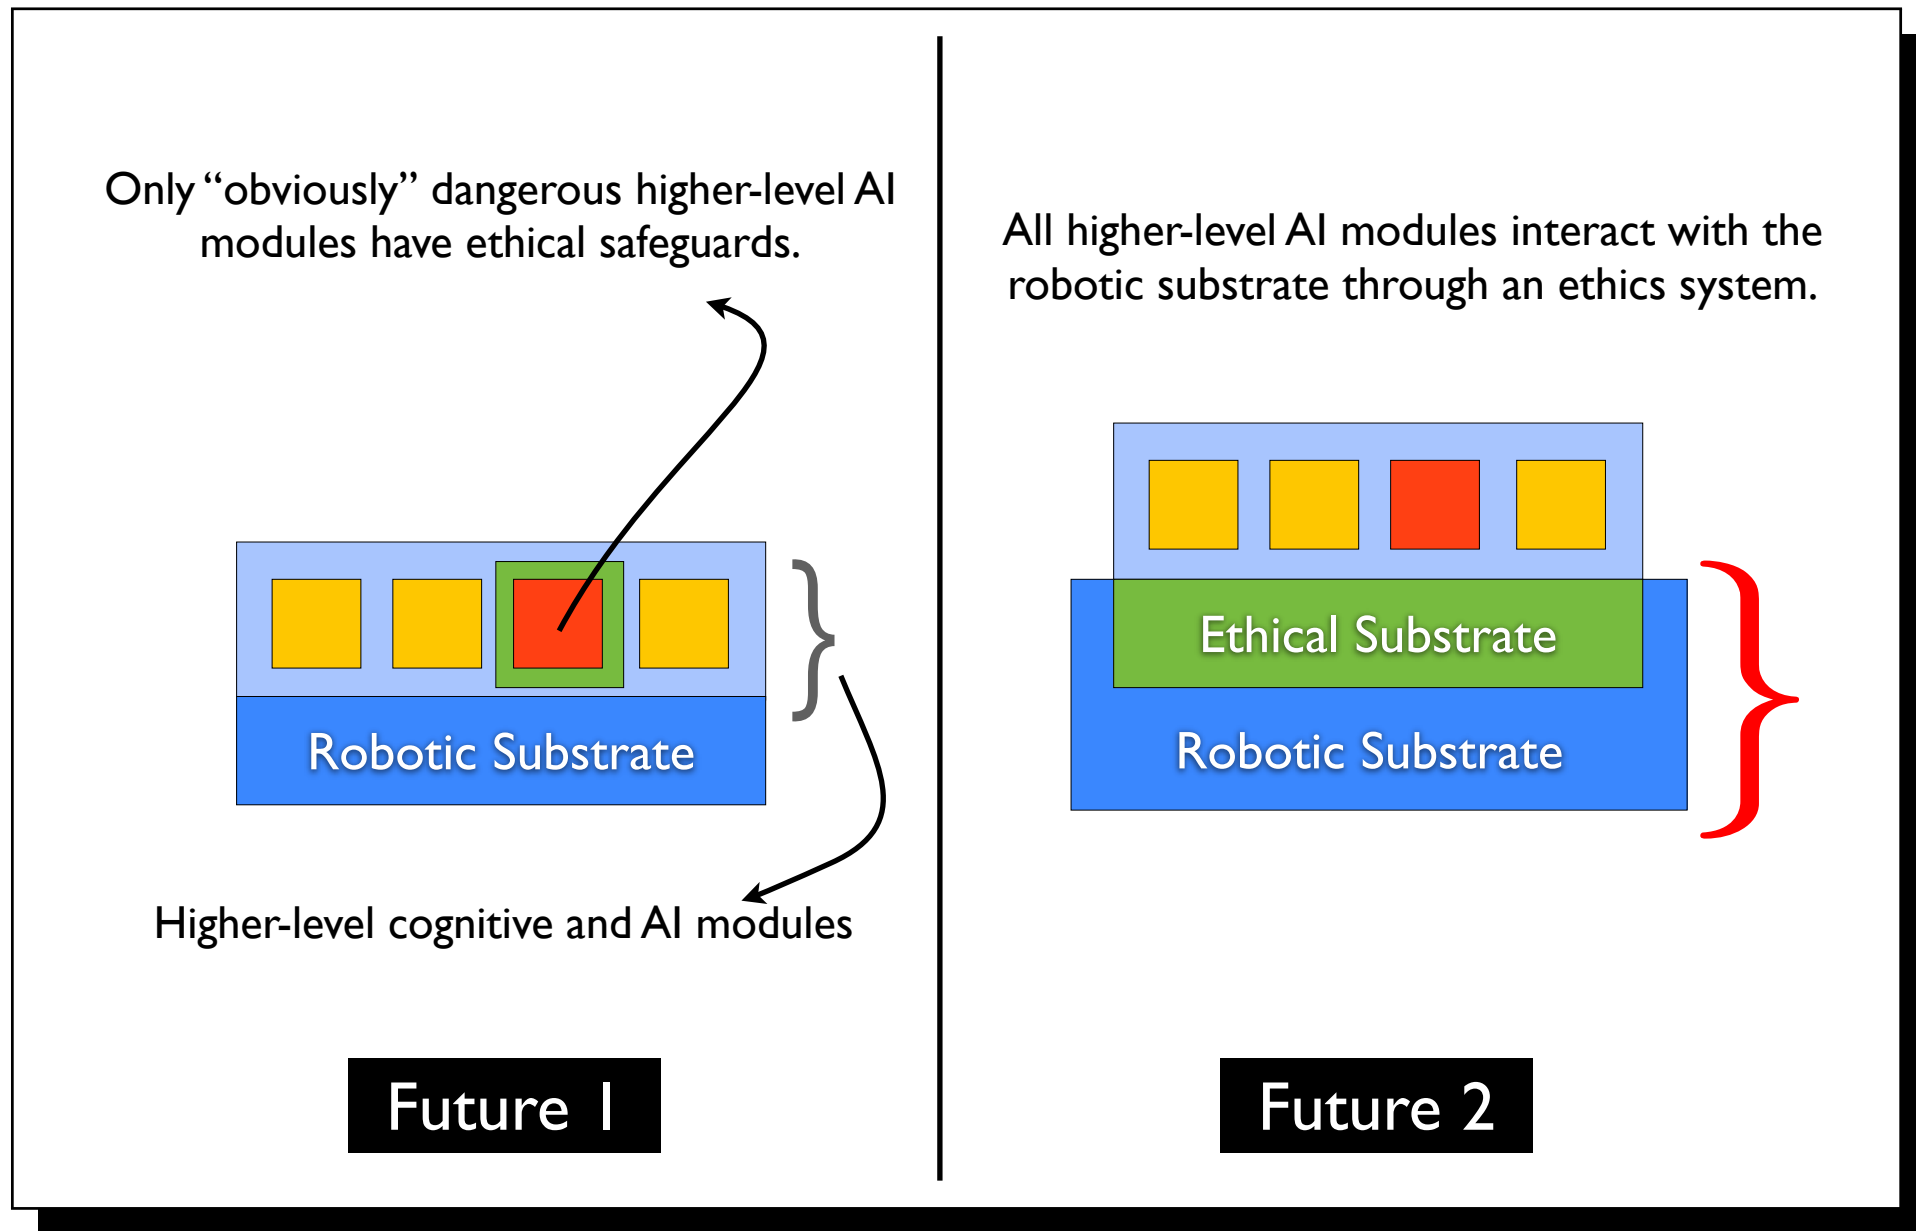 Only “obviously” dangerous higher-level AI
modules have ethical safeguards.
Robotic Substrate
Higher-level cognitive and AI modules
Future 1
All higher-level AI modules interact with the
robotic substrate through an ethics system.
Ethical Substrate
Robotic Substrate
Future 2